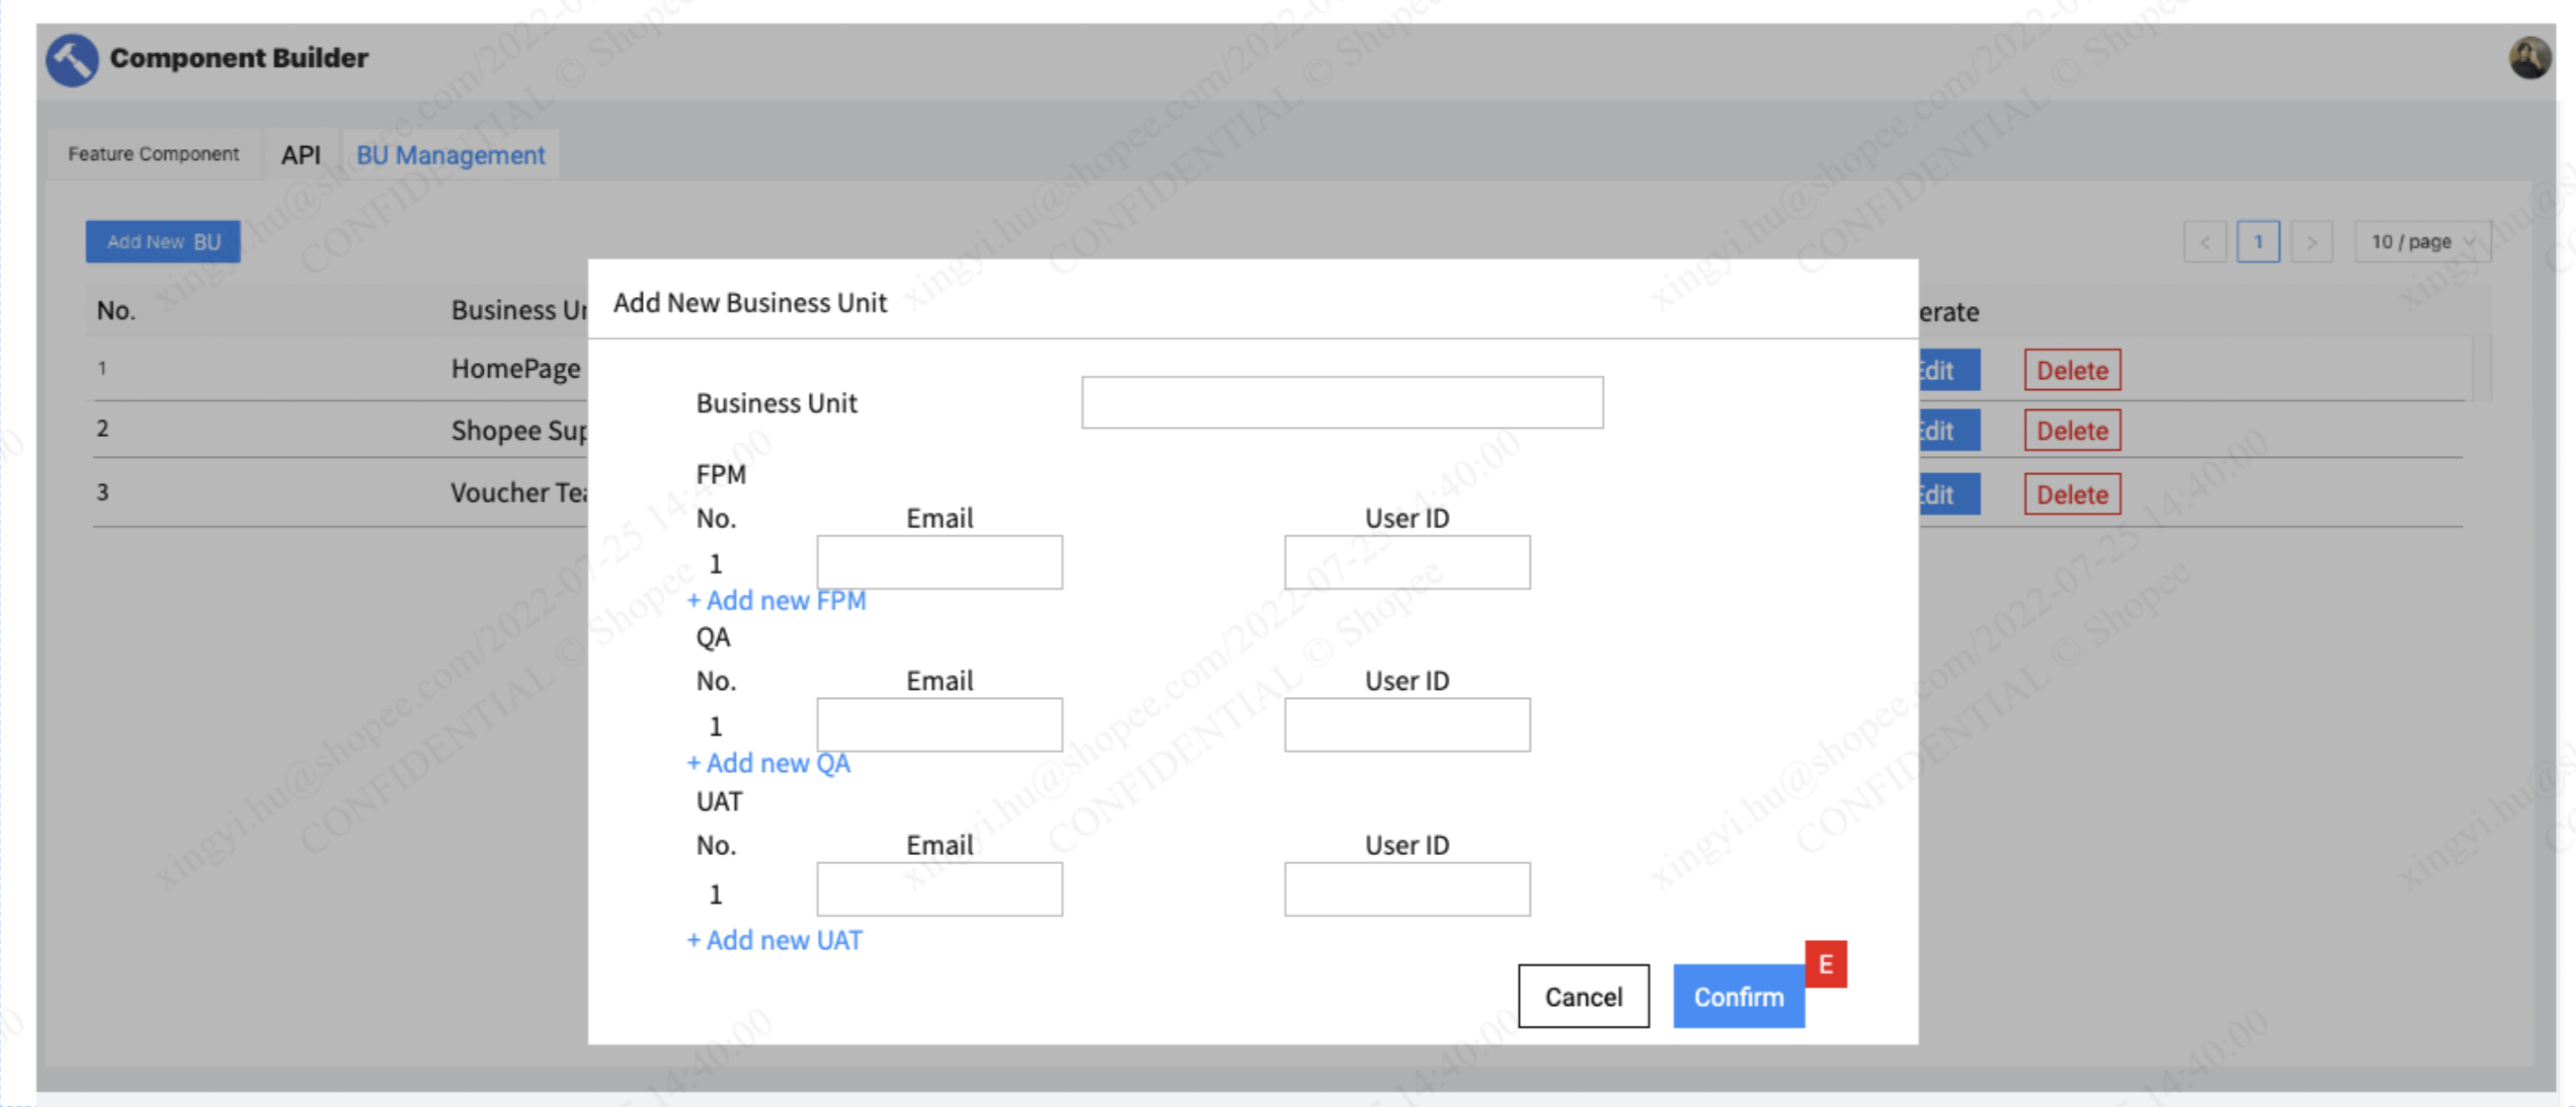 Component Builder
Feature Component API BU Management
Add New BU
< 1 > 10 / page
Add New Business Unit
No. Business Un erate
1 HomePage Edit Delete
2 Shopee Sup Edit Delete
3 Voucher Tea Edit Delete
Business Unit
FPM
No. Email User ID
1
+ Add new FPM
QA
No. Email User ID
1
+ Add new QA
UAT
No. Email User ID
1
+ Add new UAT
E
Cancel Confirm
xingyi.hu@shopee.com/2022-07-25 14:40:00
CONFIDENTIAL © Shopee